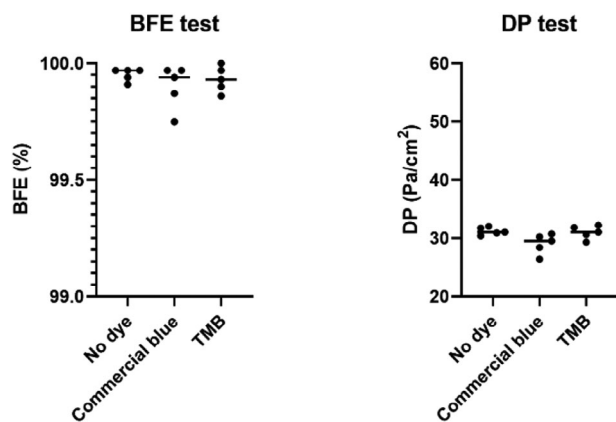 BFE test
BFE (%)
100.0
99.5
99.0
No dye
Commercial blue
TMB
DP test
DP (Pa/cm²)
60
50
40
30
20
No dye
Commercial blue
TMB